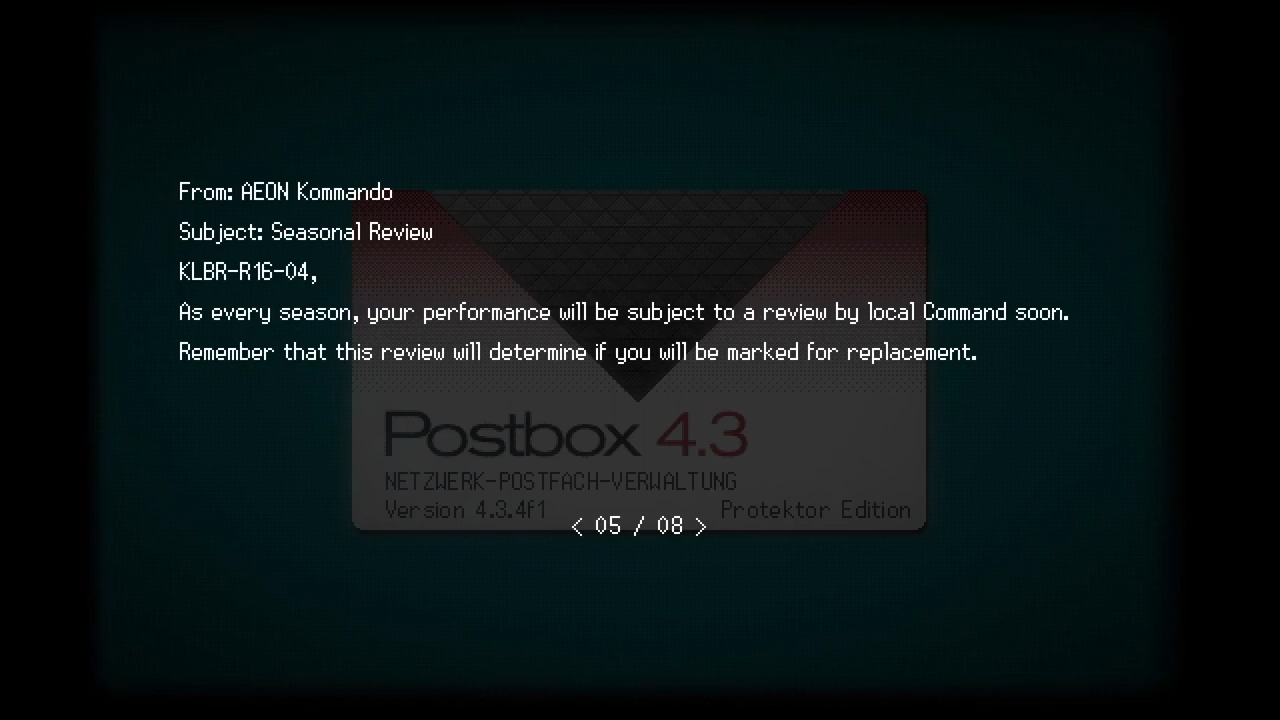 From: AEON Kommando
Subject: Seasonal Review
KLBR-R16-04,
As every season, your performance will be subject to a review by local Command soon.
Remember that this review will determine if you will be marked for replacement.
Postbox 4.3
NETZWERK-POSTFACH-VERWALTUNG
Version 4.3.4f1 Protektor Edition
< 05 / 08 >